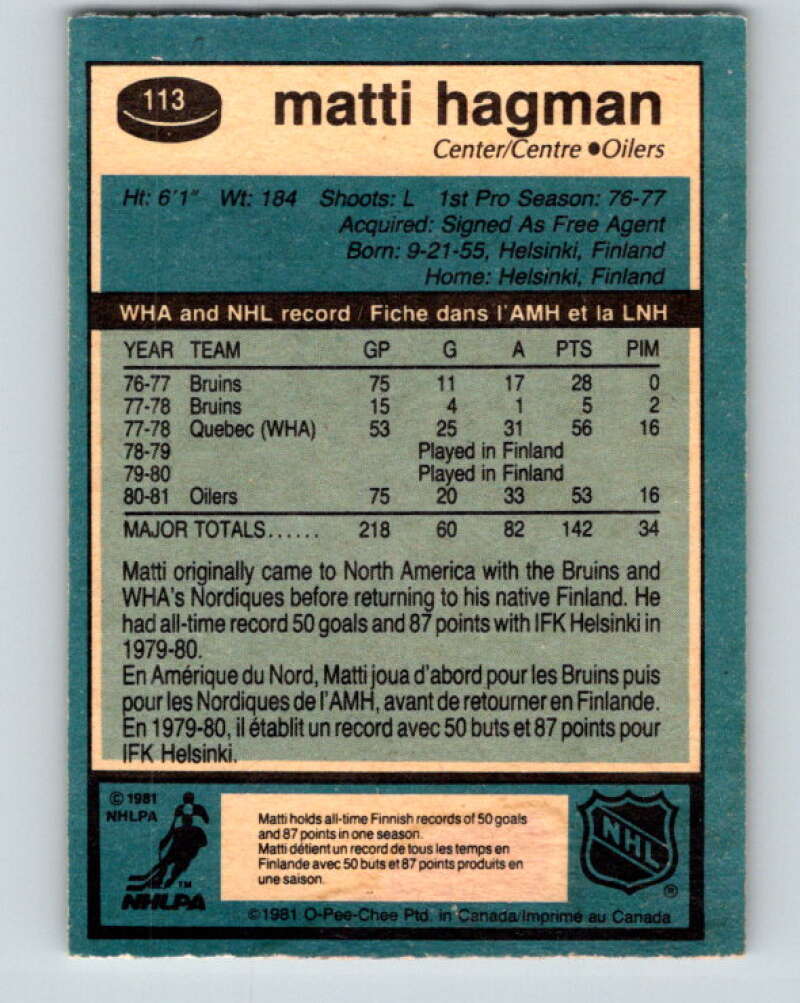 113
matti hagman
Center/Centre ●Oilers
Ht: 6'1" Wt: 184 Shoots: L 1st Pro Season: 76-77
Acquired: Signed As Free Agent
Born: 9-21-55, Helsinki, Finland
Home: Helsinki, Finland
WHA and NHL record / Fiche dans l'AMH et la LNH
YEAR TEAM GP G A PTS PIM
76-77 Bruins 75 11 17 28 0
77-78 Bruins 15 4 1 5 2
77-78 Quebec (WHA) 53 25 31 56 16
78-79 Played in Finland
79-80 Played in Finland
80-81 Oilers 75 20 33 53 16
MAJOR TOTALS...... 218 60 82 142 34
Matti originally came to North America with the Bruins and
WHA's Nordiques before returning to his native Finland. He
had all-time record 50 goals and 87 points with IFK Helsinki in
1979-80.
En Amérique du Nord, Matti joua d'abord pour les Bruins puis
pour les Nordiques de l'AMH, avant de retourner en Finlande.
En 1979-80, il établit un record avec 50 buts et 87 points pour
IFK Helsinki.
© 1981
NHLPA
TM
NHLPA
Matti holds all-time Finnish records of 50 goals
and 87 points in one season.
Matti détient un record de tous les temps en
Finlande avec 50 buts et 87 points produits en
une saison.
NHL
®
©1981 O-Pee-Chee Ptd. in Canada/Imprimé au Canada